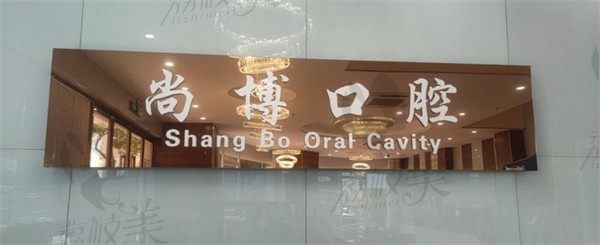 尚博口腔
Shang Bo Oral Cavity